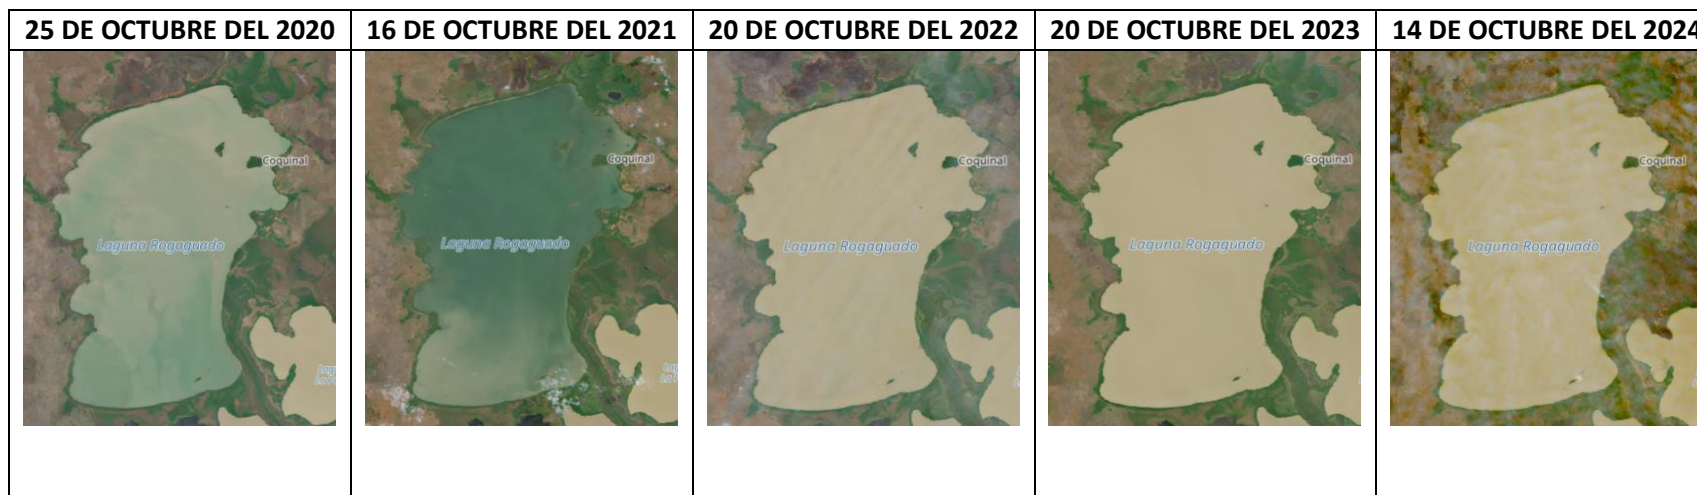 25 DE OCTUBRE DEL 2020
16 DE OCTUBRE DEL 2021
20 DE OCTUBRE DEL 2022
20 DE OCTUBRE DEL 2023
14 DE OCTUBRE DEL 2024
Coquinal
Laguna Rogaguado
Coquinal
Laguna Rogaguado
Coquinal
Laguna Rogaguado
Coquinal
Laguna Rogaguado
Coquinal
Laguna Rogaguado